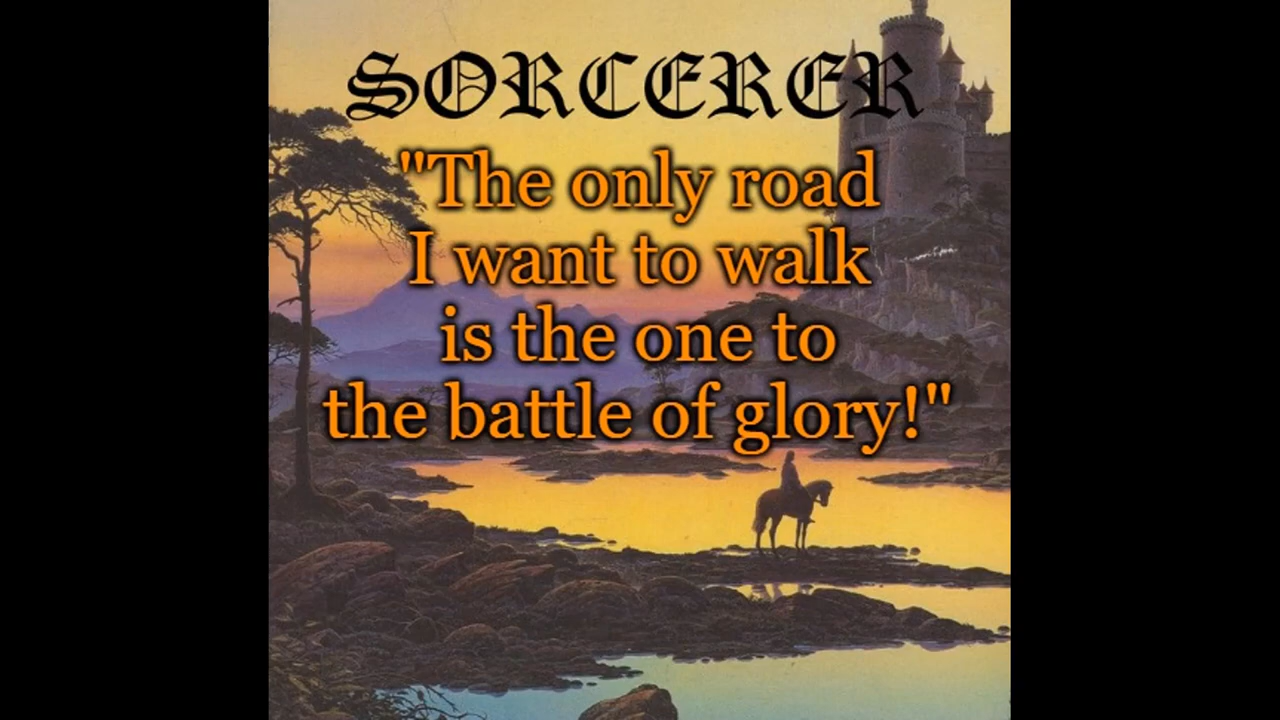 SORCERER
"The only road
I want to walk
is the one to
the battle of glory!"